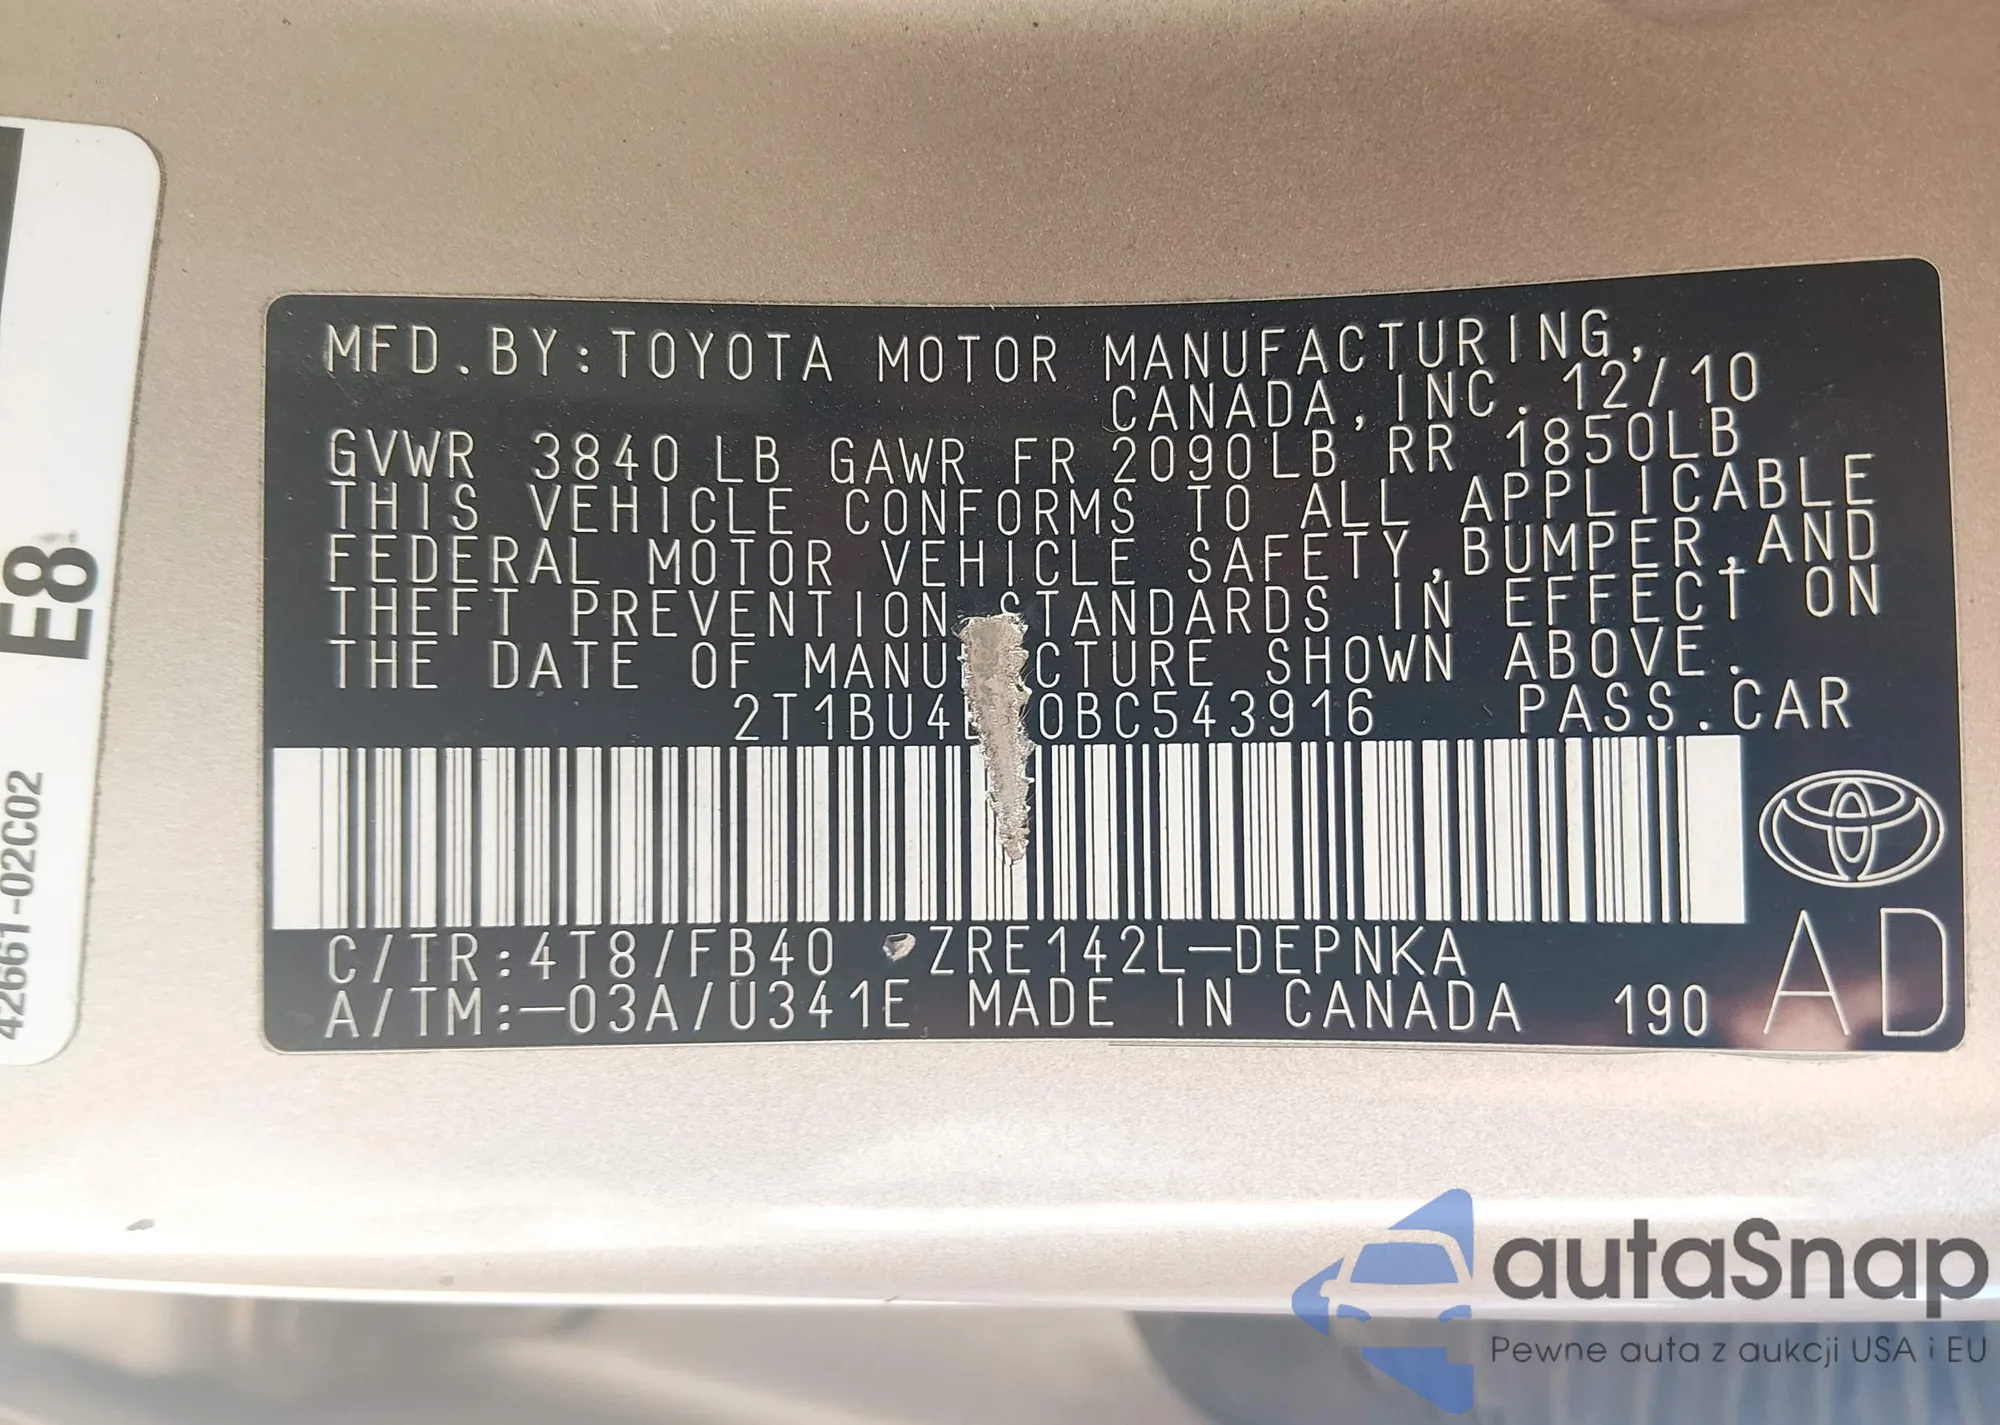 MFD.BY:TOYOTA MOTOR MANUFACTURING,
CANADA,INC. 12/10
GVWR 3840 LB GAWR FR 2090LB RR 1850LB
THIS VEHICLE CONFORMS TO ALL APPLICABLE
FEDERAL MOTOR VEHICLE SAFETY,BUMPER,AND
THEFT PREVENTION STANDARDS IN EFFECT ON
THE DATE OF SHOWN ABOVE.
PASS.CAR
C/TR:4T8/FB40 ZRE142L-DEPNKA
A/TM:-03A/U341E MADE IN CANADA 190
AD
E8
42661-02C02
autaSnap
Pewne auta z aukcji USA i EU